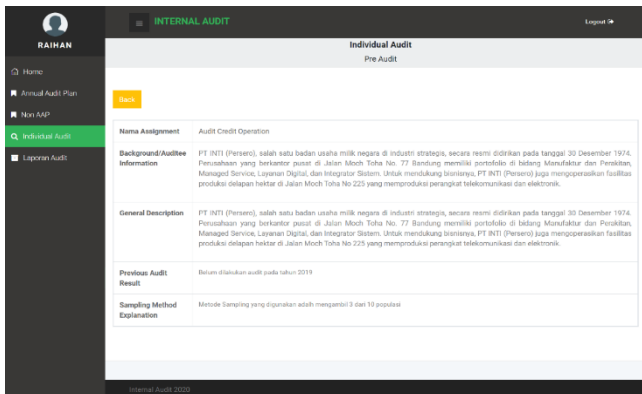 INTERNAL AUDIT
Logout
RAIHAN
Home
Annual Audit Plan
Non AAP
Individual Audit
Laporan Audit
Individual Audit
Pre Audit
Back
Nama Assignment
Audit Credit Operation
Background/Auditee
Information
PT INTI (Persero), salah satu badan usaha milik negara di industri strategis, secara resmi didirikan pada tanggal 30 Desember 1974.
Perusahaan yang berkantor pusat di Jalan Moch Toha No. 77 Bandung memiliki portofolio di bidang Manufaktur dan Perakitan,
Managed Service, Layanan Digital, dan Integrator Sistem. Untuk mendukung bisnisnya, PT INTI (Persero) juga mengoperasikan fasilitas
produksi delapan hektar di Jalan Moch Toha No 225 yang memproduksi perangkat telekomunikasi dan elektronik.
General Description
PT INTI (Persero), salah satu badan usaha milik negara di industri strategis, secara resmi didirikan pada tanggal 30 Desember 1974.
Perusahaan yang berkantor pusat di Jalan Moch Toha No. 77 Bandung memiliki portofolio di bidang Manufaktur dan Perakitan,
Managed Service, Layanan Digital, dan Integrator Sistem. Untuk mendukung bisnisnya, PT INTI (Persero) juga mengoperasikan fasilitas
produksi delapan hektar di Jalan Moch Toha No 225 yang memproduksi perangkat telekomunikasi dan elektronik.
Previous Audit
Result
Belum dilakukan audit pada tahun 2019
Sampling Method
Explanation
Metode Sampling yang digunakan adalh mengambil 3 dari 10 populasi
Internal Audit 2020